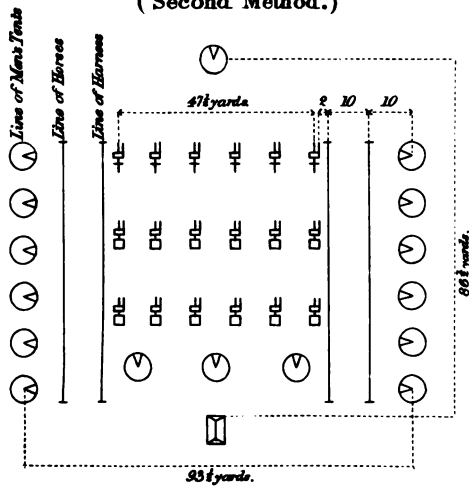 (Second Method.)
Line of Men's Tents
Line of Horses
Line of Harness
47½ yards.
2
10
10
86½ yards.
93½ yards.